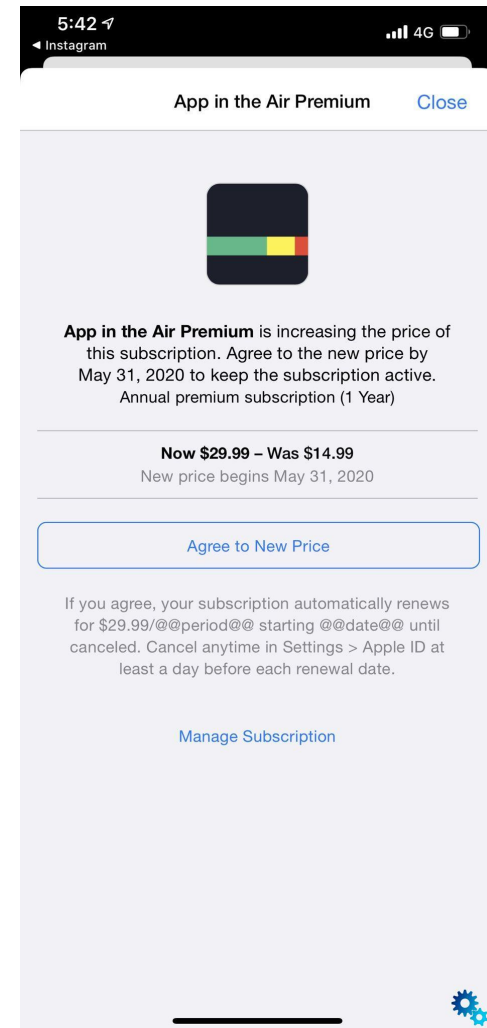 5:42
4G
◀ Instagram
App in the Air Premium
Close
App in the Air Premium is increasing the price of
this subscription. Agree to the new price by
May 31, 2020 to keep the subscription active.
Annual premium subscription (1 Year)
Now $29.99 – Was $14.99
New price begins May 31, 2020
Agree to New Price
If you agree, your subscription automatically renews
for $29.99/@@period@@ starting @@date@@ until
canceled. Cancel anytime in Settings > Apple ID at
least a day before each renewal date.
Manage Subscription